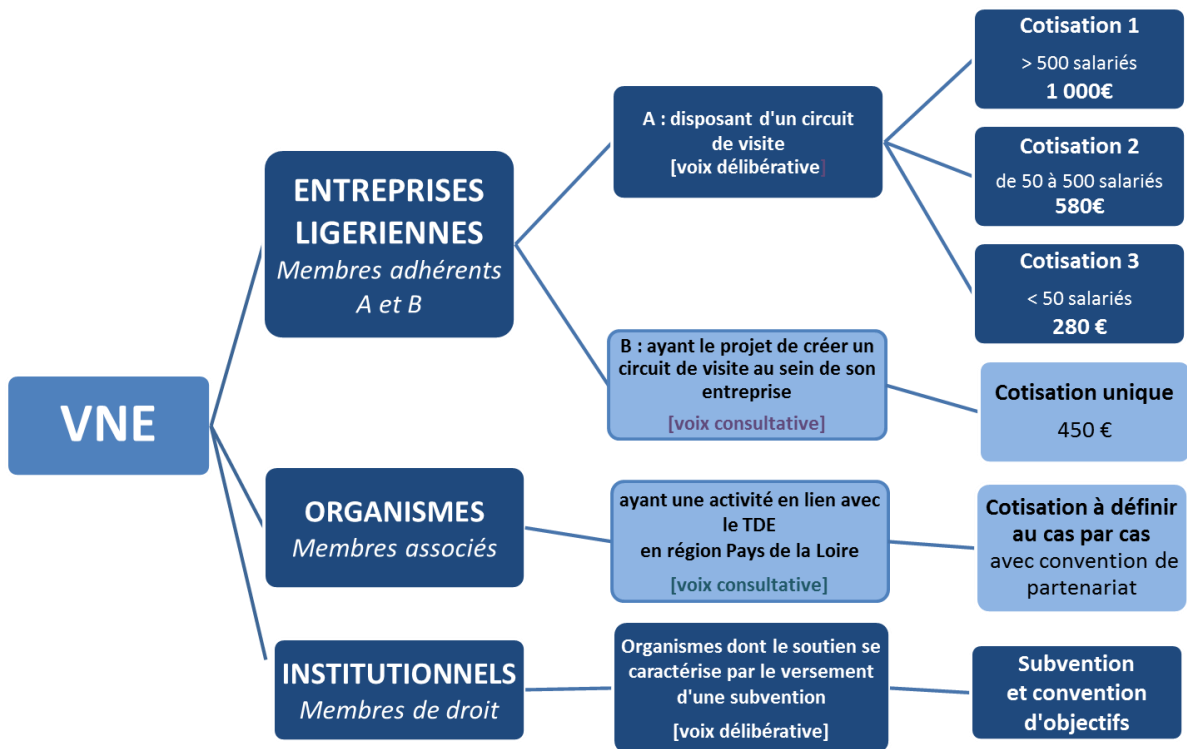 VNE
ENTREPRISES
LIGERIENNES
Membres adhérents
A et B
A : disposant d'un circuit
de visite
[voix délibérative]
Cotisation 1
> 500 salariés
1 000€
Cotisation 2
de 50 à 500 salariés
580€
Cotisation 3
< 50 salariés
280 €
B : ayant le projet de créer un
circuit de visite au sein de son
entreprise
[voix consultative]
Cotisation unique
450 €
ORGANISMES
Membres associés
ayant une activité en lien avec
le TDE
en région Pays de la Loire
[voix consultative]
Cotisation à définir
au cas par cas
avec convention de
partenariat
INSTITUTIONNELS
Membres de droit
Organismes dont le soutien se
caractérise par le versement
d'une subvention
[voix délibérative]
Subvention
et convention
d'objectifs